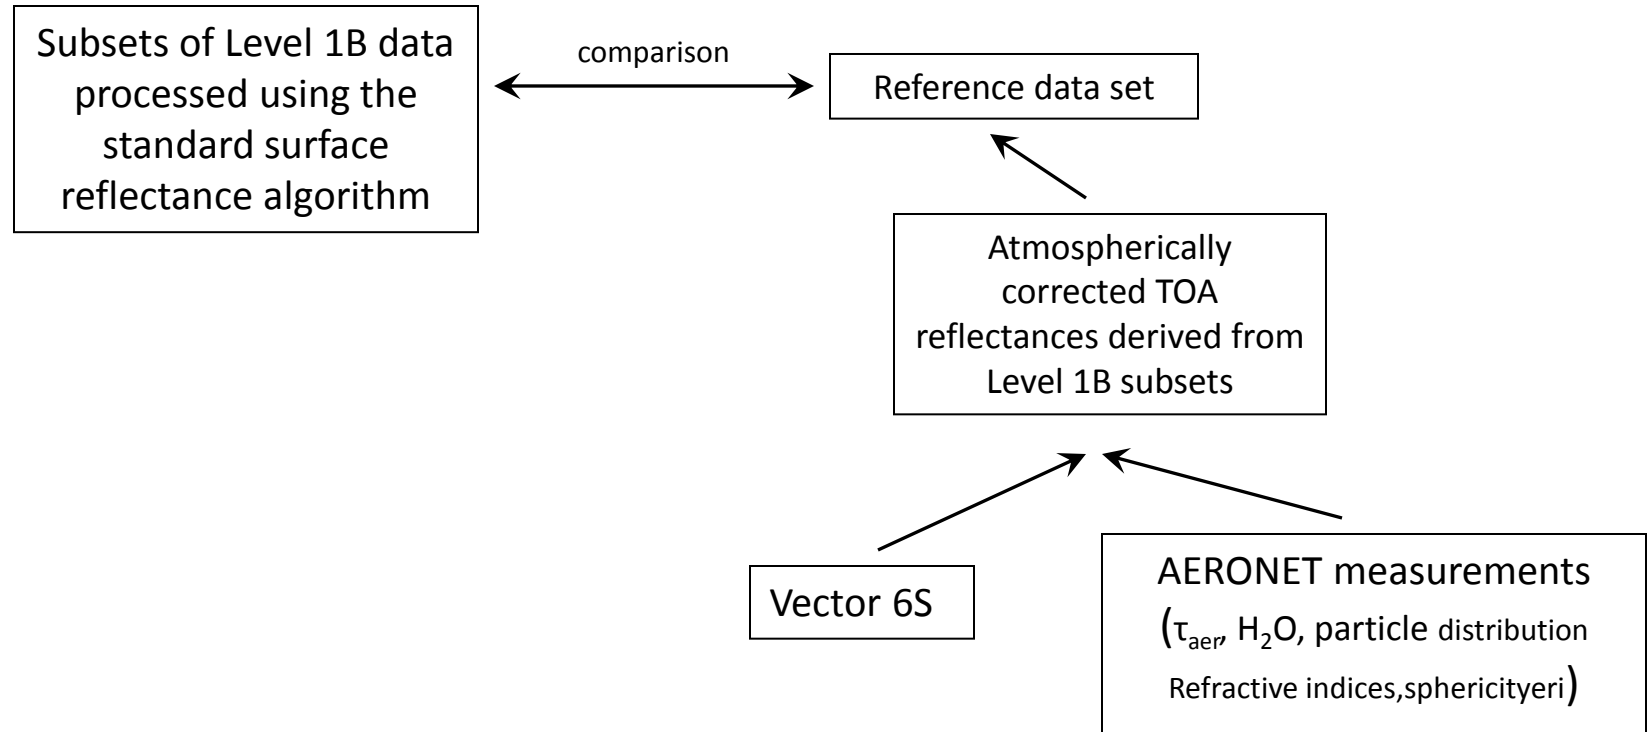 Subsets of Level 1B data
processed using the
standard surface
reflectance algorithm
comparison
Reference data set
Atmospherically
corrected TOA
reflectances derived from
Level 1B subsets
Vector 6S
AERONET measurements
(τaer, H2O, particle distribution
Refractive indices,sphericityeri)